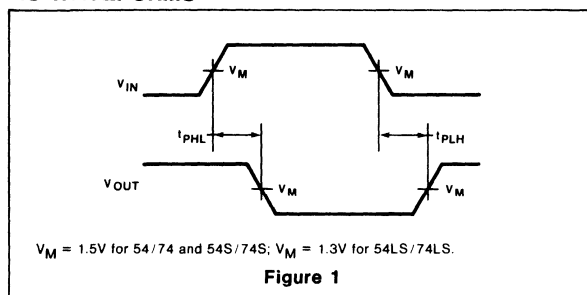 VIN
VM
VM
tPHL
tPLH
VOUT
VM
VM
VM = 1.5V for 54/74 and 54S/74S; VM = 1.3V for 54LS/74LS.
Figure 1